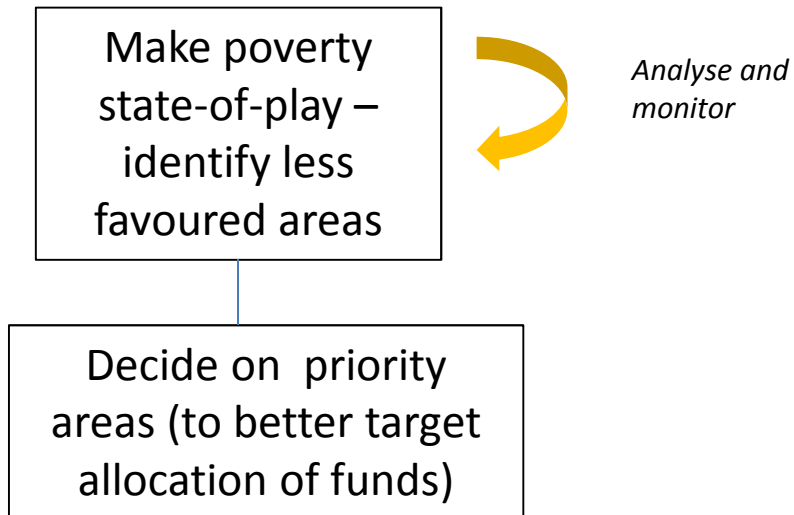 Make poverty
state-of-play –
identify less
favoured areas
Analyse and
monitor
Decide on  priority
areas (to better target
allocation of funds)